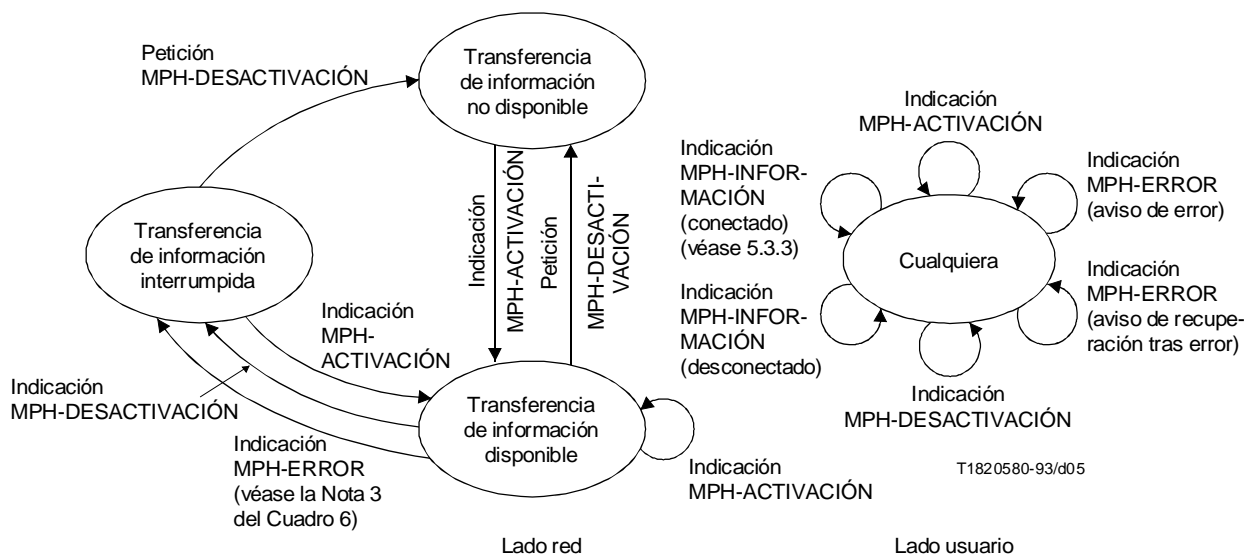 Petición
MPH-DESACTIVACIÓN
Transferencia
de información
no disponible
Transferencia
de información
interrumpida
Indicación
MPH-ACTIVACIÓN
Petición
MPH-DESACTI-
VACIÓN
Indicación
MPH-
ACTIVACIÓN
Indicación
MPH-DESACTIVACIÓN
Indicación
MPH-ERROR
(véase la Nota 3
del Cuadro 6)
Transferencia
de información
disponible
Indicación
MPH-ACTIVACIÓN
Lado red
Indicación
MPH-ACTIVACIÓN
Indicación
MPH-INFOR-
MACIÓN
(conectado)
(véase 5.3.3)
Indicación
MPH-ERROR
(aviso de error)
Cualquiera
Indicación
MPH-INFOR-
MACIÓN
(desconectado)
Indicación
MPH-ERROR
(aviso de recupe-
ración tras error)
Indicación
MPH-DESACTIVACIÓN
T1820580-93/d05
Lado usuario